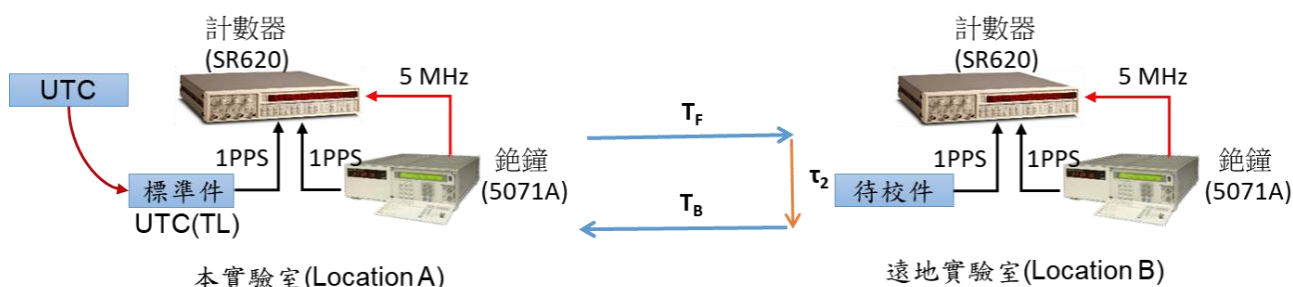 計數器
(SR620)
UTC
5 MHz
1PPS
1PPS
標準件
UTC(TL)
銫鐘
(5071A)
本實驗室(Location A)
T_F
τ₂
T_B
計數器
(SR620)
5 MHz
1PPS
1PPS
待校件
銫鐘
(5071A)
遠地實驗室(Location B)